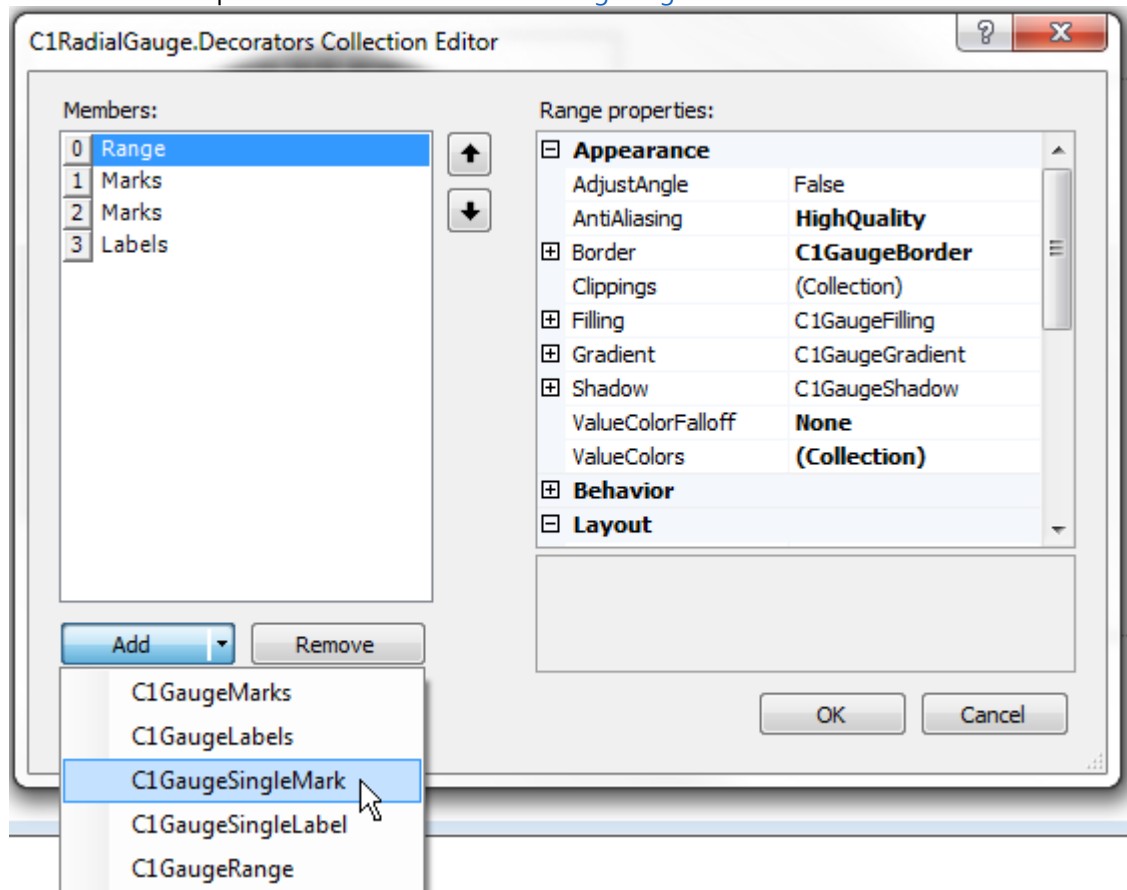 C1RadialGauge.Decorators Collection Editor
Members:
0 Range
1 Marks
2 Marks
3 Labels
Add
Remove
C1GaugeMarks
C1GaugeLabels
C1GaugeSingleMark
C1GaugeSingleLabel
C1GaugeRange
Range properties:
Appearance
AdjustAngle False
AntiAliasing HighQuality
Border C1GaugeBorder
Clippings (Collection)
Filling C1GaugeFilling
Gradient C1GaugeGradient
Shadow C1GaugeShadow
ValueColorFalloff None
ValueColors (Collection)
Behavior
Layout
OK
Cancel